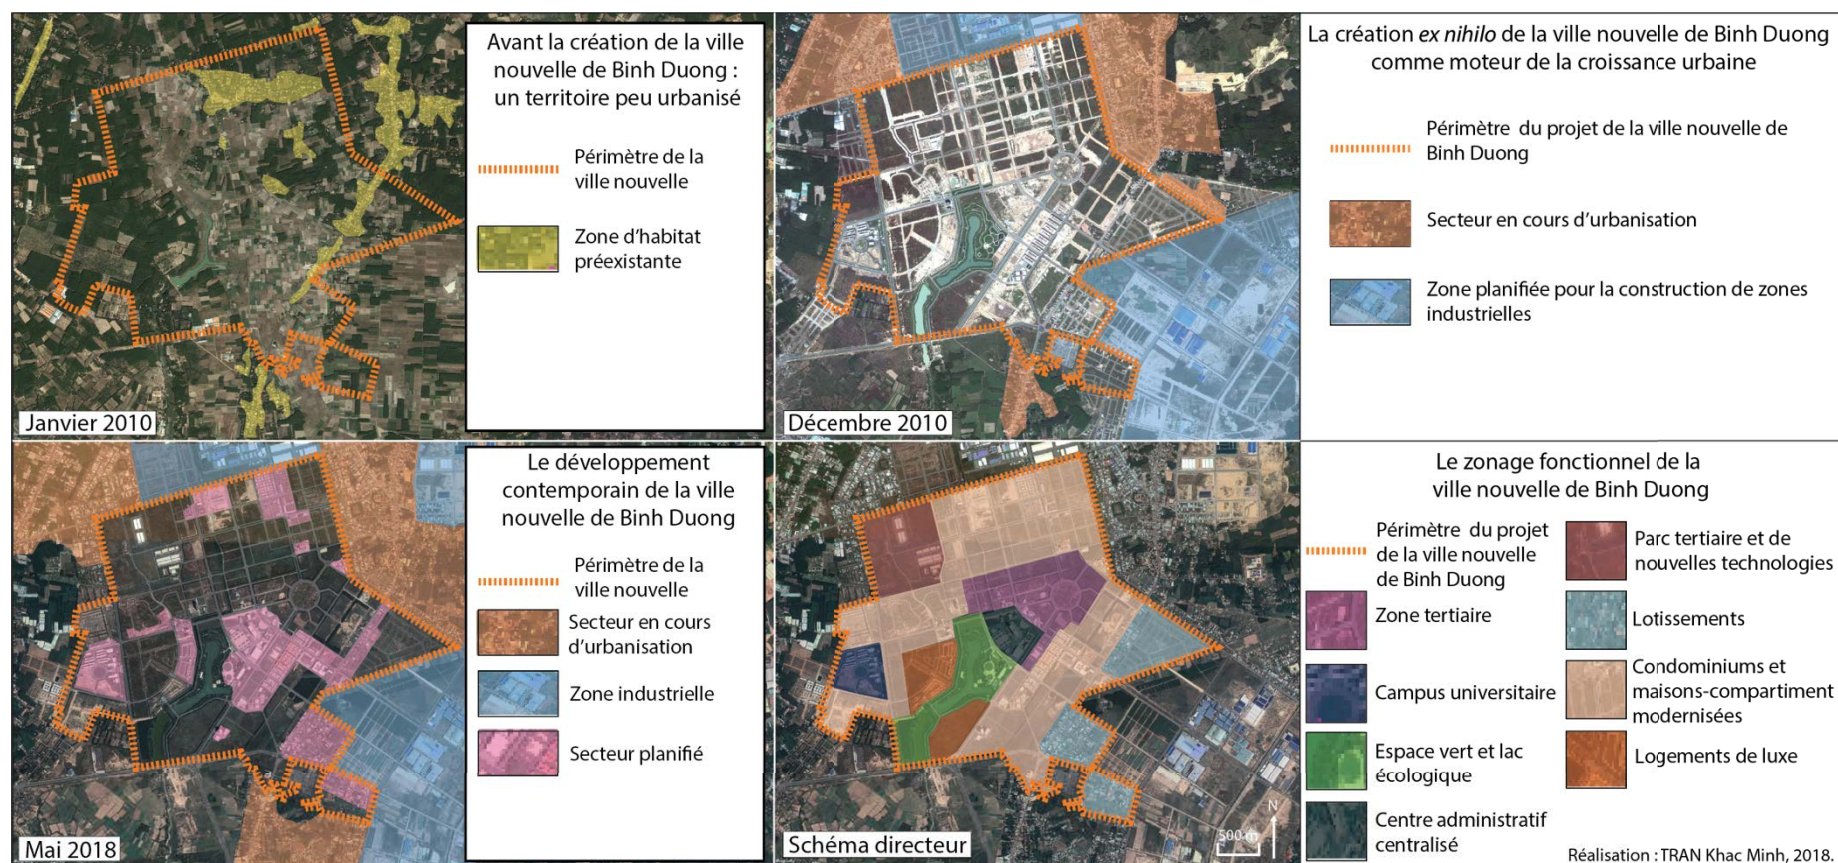 Avant la création de la ville
nouvelle de Binh Duong :
un territoire peu urbanisé
Périmètre de la
ville nouvelle
Zone d'habitat
préexistante
Janvier 2010
La création ex nihilo de la ville nouvelle de Binh Duong
comme moteur de la croissance urbaine
Périmètre du projet de la ville nouvelle de
Binh Duong
Secteur en cours d'urbanisation
Zone planifiée pour la construction de zones
industrielles
Décembre 2010
Le développement
contemporain de la ville
nouvelle de Binh Duong
Périmètre de la
ville nouvelle
Secteur en cours
d'urbanisation
Zone industrielle
Secteur planifié
Mai 2018
Le zonage fonctionnel de la
ville nouvelle de Binh Duong
Périmètre du projet
de la ville nouvelle
de Binh Duong
Zone tertiaire
Campus universitaire
Espace vert et lac
écologique
Centre administratif
centralisé
Parc tertiaire et de
nouvelles technologies
Lotissements
Condominiums et
maisons-compartiment
modernisées
Logements de luxe
Schéma directeur
500 m
N
Réalisation : TRAN Khac Minh, 2018.